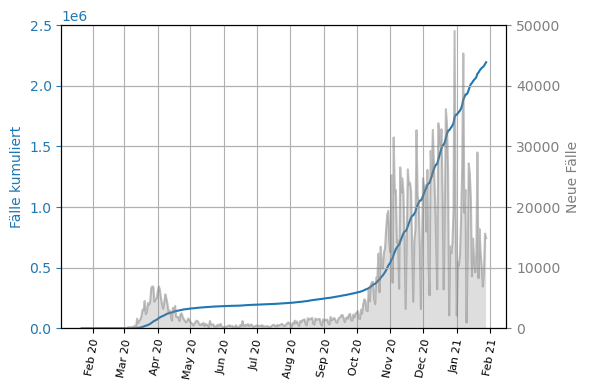 1e6
2.5
2.0
1.5
1.0
0.5
0.0
Fälle kumuliert
50000
40000
30000
20000
10000
0
Neue Fälle
Feb 20
Mar 20
Apr 20
May 20
Jun 20
Jul 20
Aug 20
Sep 20
Oct 20
Nov 20
Dec 20
Jan 21
Feb 21